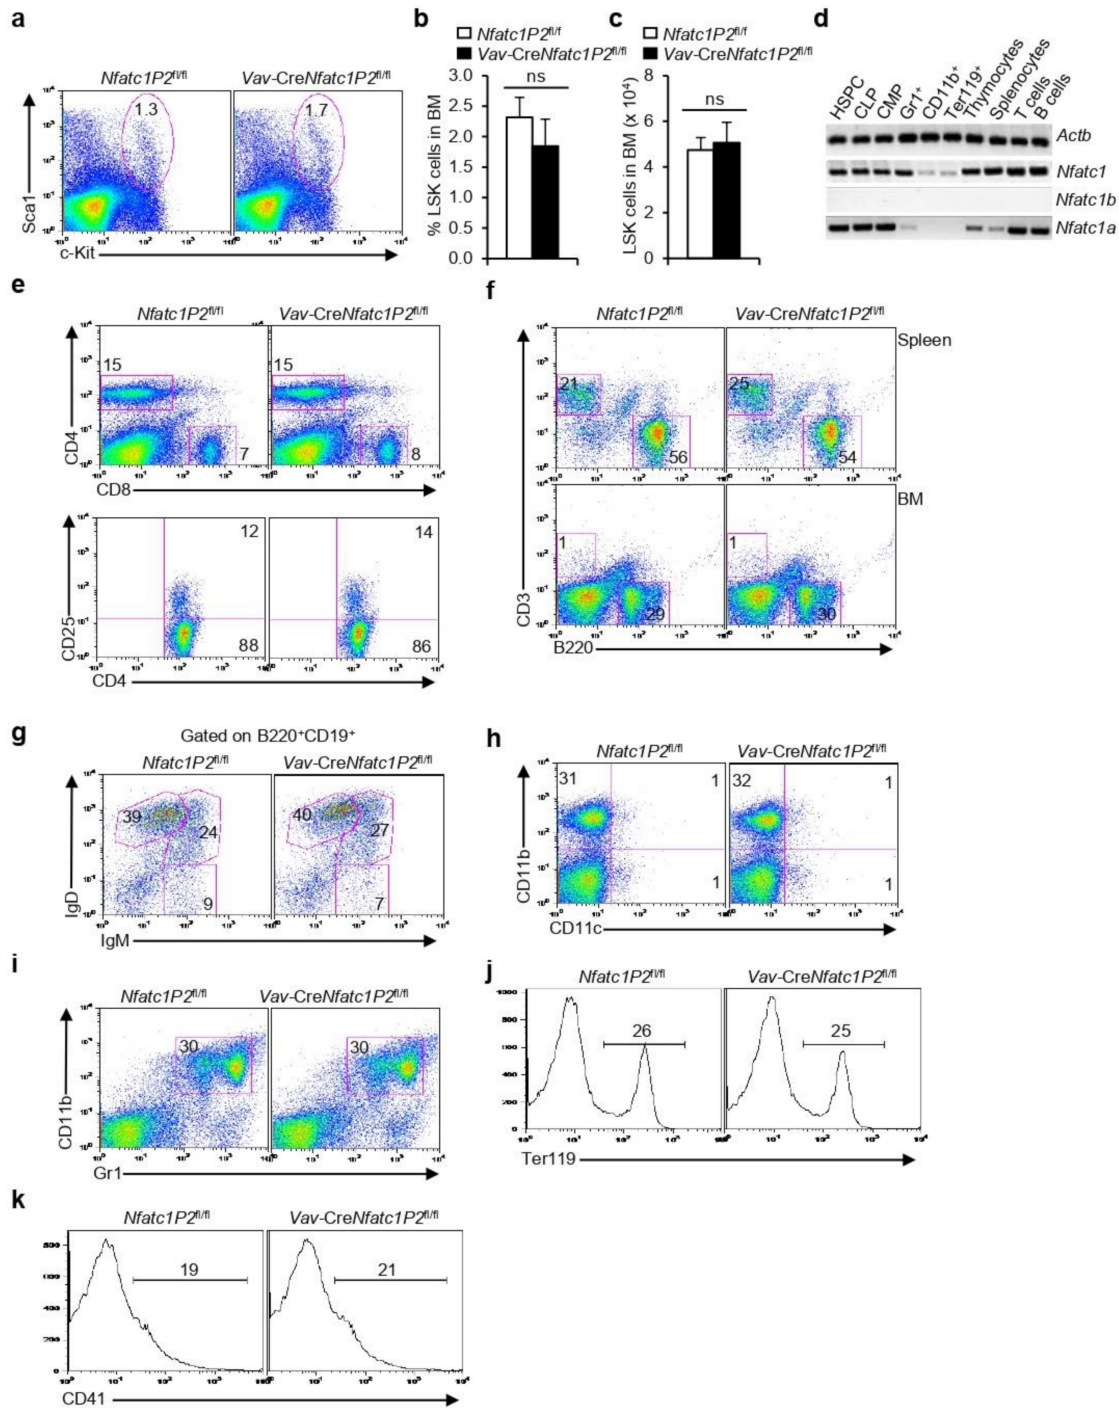 a
Nfatc1P2fl/fl Vav-CreNfatc1P2fl/fl
1.3 1.7
Sca1
c-Kit
b
Nfatc1P2fl/f
Vav-CreNfatc1P2fl/fl
ns
3.0
2.5
2.0
1.5
1.0
0.5
0.0
% LSK cells in BM
c
Nfatc1P2fl/f
Vav-CreNfatc1P2fl/fl
ns
8
6
4
2
0
LSK cells in BM (x 10⁴)
d
HSPC
CLP
CMP
Gr1⁺
CD11b⁺
Ter119⁺
Thymocytes
Splenocytes
T cells
B cells
Actb
Nfatc1
Nfatc1b
Nfatc1a
e
Nfatc1P2fl/fl Vav-CreNfatc1P2fl/fl
15 15
7 8
CD4
CD8
12 14
88 86
CD25
CD4
f
Nfatc1P2fl/fl Vav-CreNfatc1P2fl/fl
Spleen
21 25
56 54
BM
1 1
29 30
CD3
B220
g
Gated on B220⁺CD19⁺
Nfatc1P2fl/fl Vav-CreNfatc1P2fl/fl
39 24 40 27
9 7
IgD
IgM
h
Nfatc1P2fl/fl Vav-CreNfatc1P2fl/fl
31 1 32 1
1 1
CD11b
CD11c
i
Nfatc1P2fl/fl Vav-CreNfatc1P2fl/fl
30 30
CD11b
Gr1
j
Nfatc1P2fl/fl Vav-CreNfatc1P2fl/fl
26 25
Ter119
k
Nfatc1P2fl/fl Vav-CreNfatc1P2fl/fl
19 21
CD41